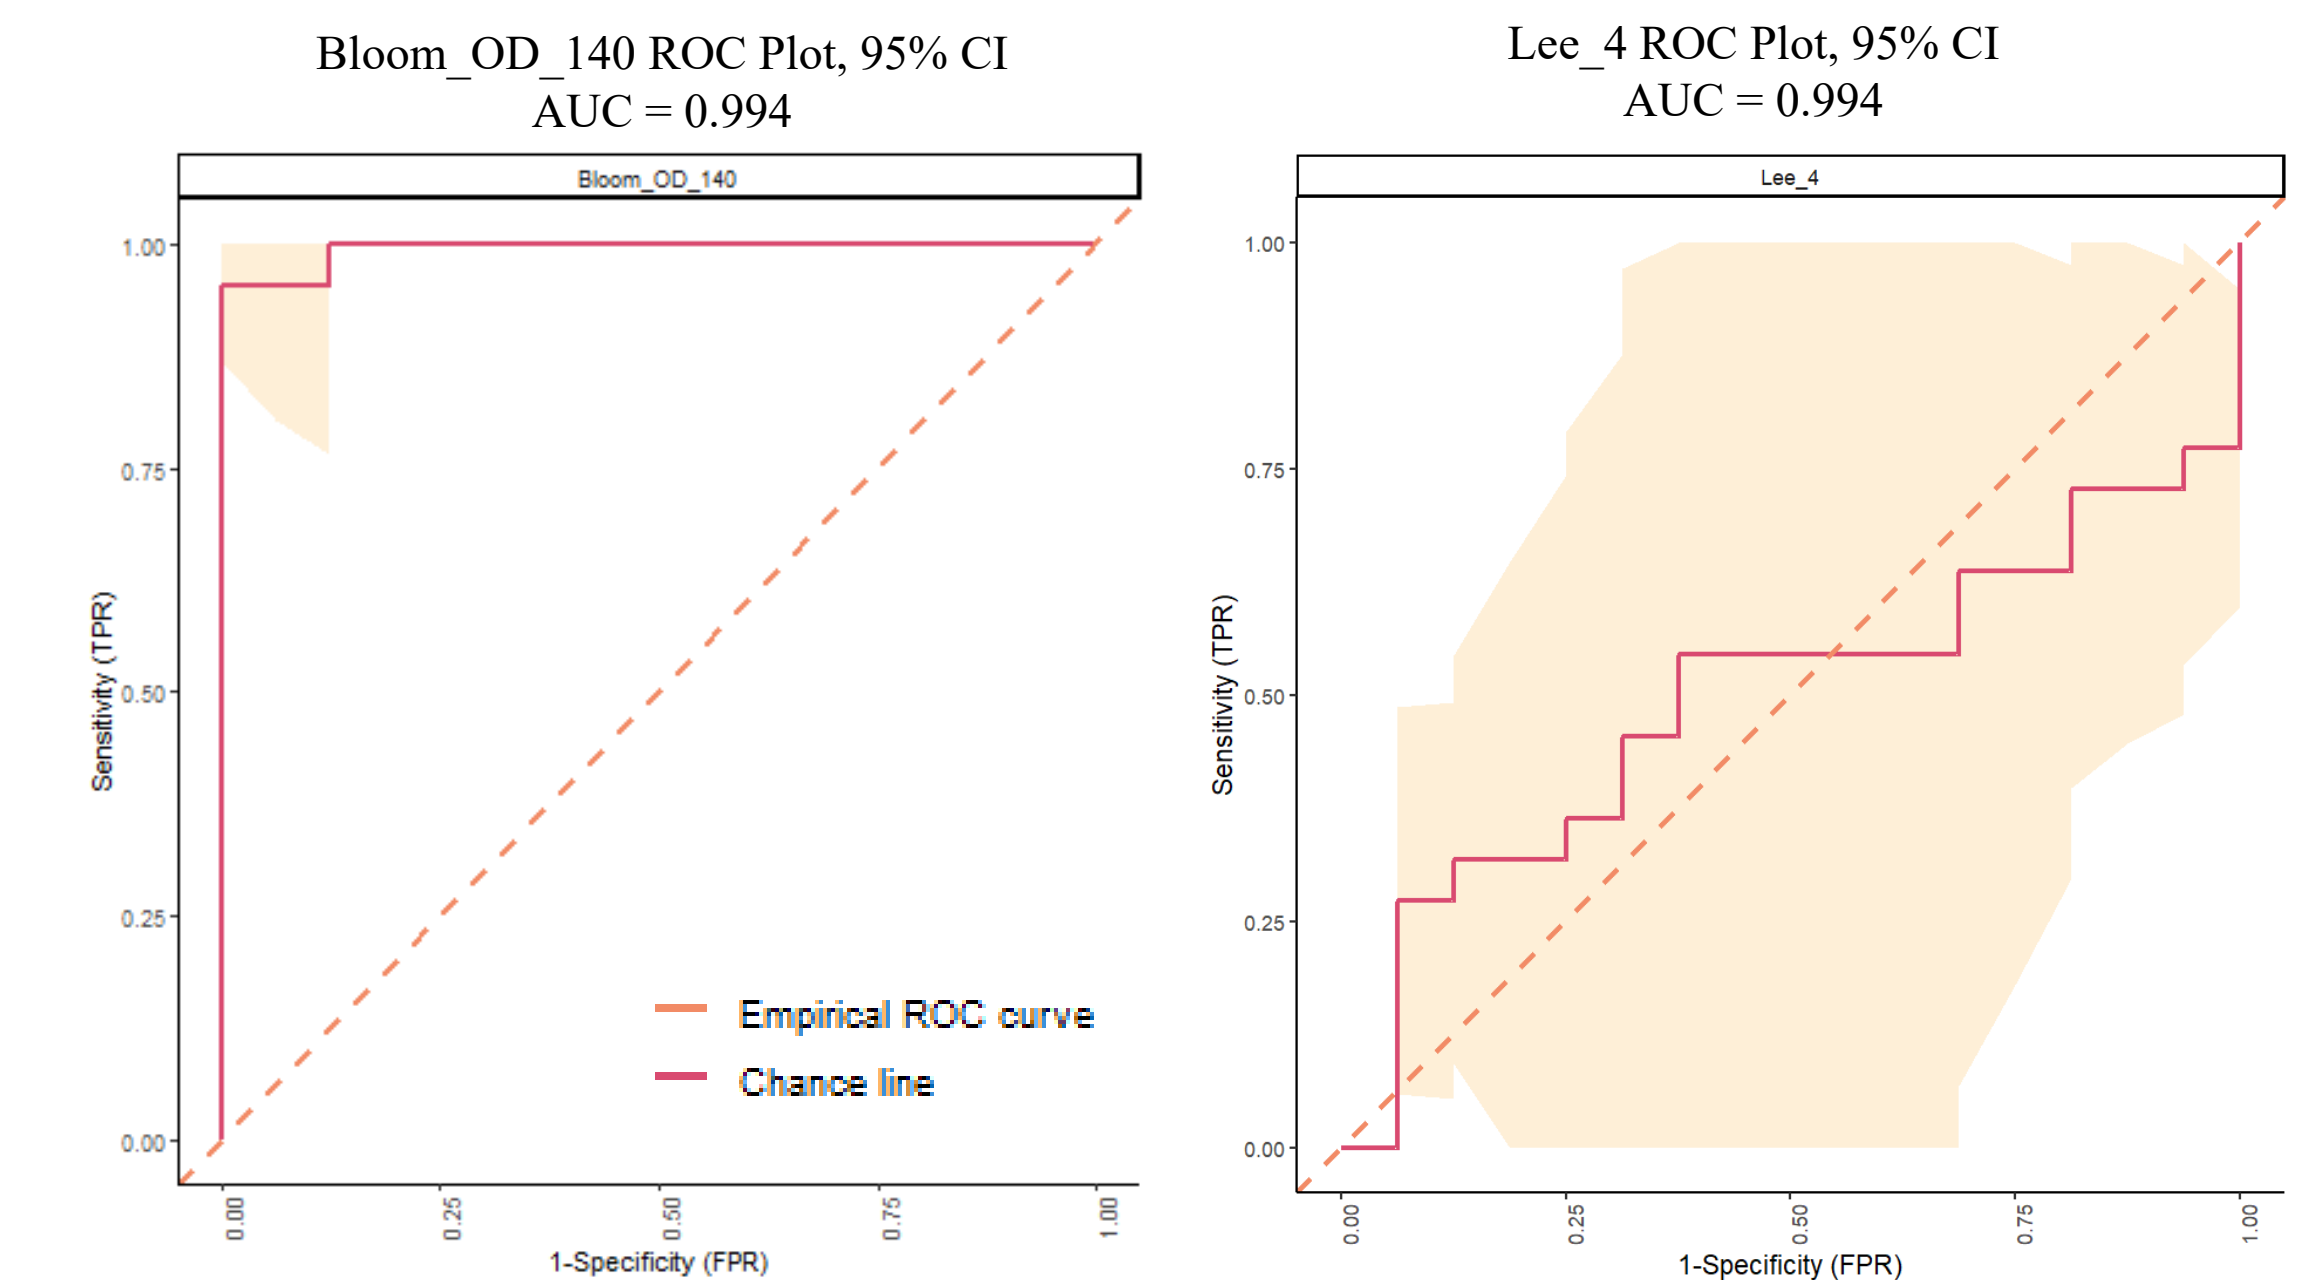 Bloom_OD_140 ROC Plot, 95% CI
AUC = 0.994
Bloom_OD_140
1.00
0.75
0.50
0.25
0.00
Sensitivity (TPR)
Empirical ROC curve
Chance line
0.00
0.25
0.50
0.75
1.00
1-Specificity (FPR)
Lee_4 ROC Plot, 95% CI
AUC = 0.994
Lee_4
1.00
0.75
0.50
0.25
0.00
Sensitivity (TPR)
0.00
0.25
0.50
0.75
1.00
1-Specificity (FPR)